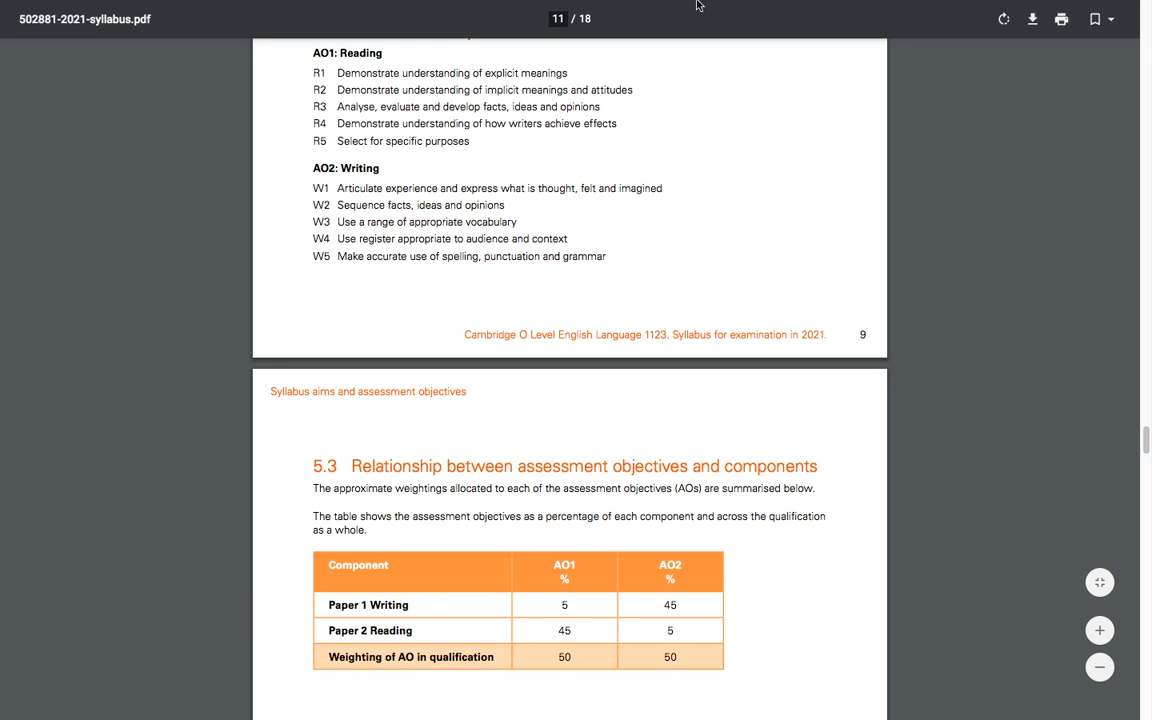 502881-2021-syllabus.pdf
11 / 18
AO1: Reading
R1 Demonstrate understanding of explicit meanings
R2 Demonstrate understanding of implicit meanings and attitudes
R3 Analyse, evaluate and develop facts, ideas and opinions
R4 Demonstrate understanding of how writers achieve effects
R5 Select for specific purposes
AO2: Writing
W1 Articulate experience and express what is thought, felt and imagined
W2 Sequence facts, ideas and opinions
W3 Use a range of appropriate vocabulary
W4 Use register appropriate to audience and context
W5 Make accurate use of spelling, punctuation and grammar
Cambridge O Level English Language 1123. Syllabus for examination in 2021. 9
Syllabus aims and assessment objectives
5.3 Relationship between assessment objectives and components
The approximate weightings allocated to each of the assessment objectives (AOs) are summarised below.
The table shows the assessment objectives as a percentage of each component and across the qualification
as a whole.
Component AO1 AO2
% %
Paper 1 Writing 5 45
Paper 2 Reading 45 5
Weighting of AO in qualification 50 50